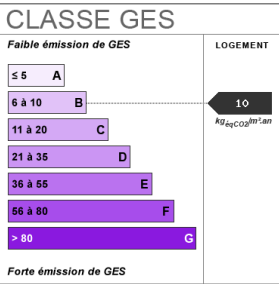 CLASSE GES
Faible émission de GES
LOGEMENT
≤ 5 A
6 à 10 B
10
kgéqCO2/m².an
11 à 20 C
21 à 35 D
36 à 55 E
56 à 80 F
> 80 G
Forte émission de GES